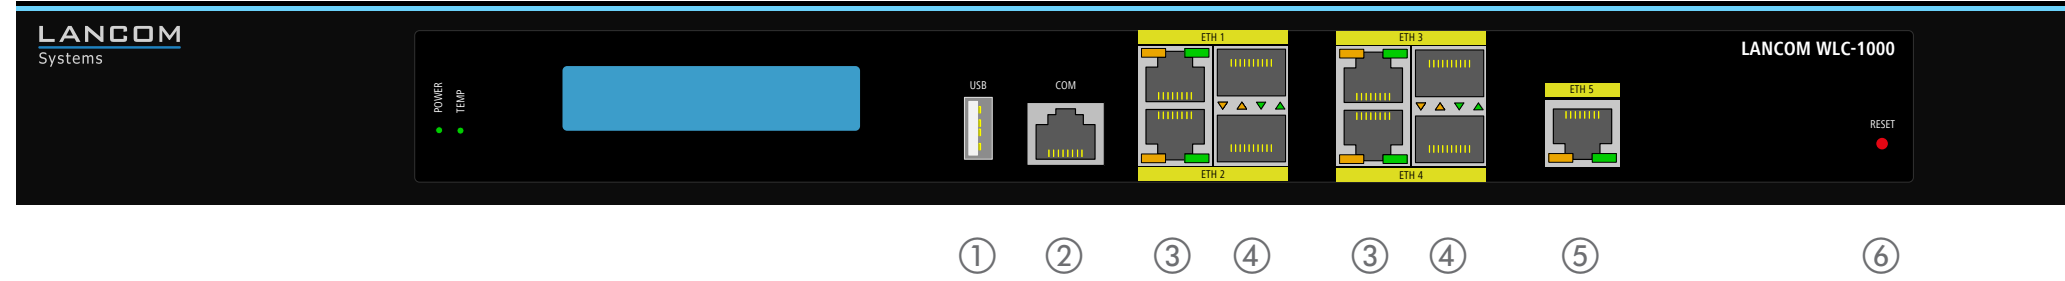 LANCOM
Systems
POWER
TEMP
USB
COM
ETH 1
ETH 2
ETH 3
ETH 4
ETH 5
LANCOM WLC-1000
RESET
① ② ③ ④ ③ ④ ⑤ ⑥